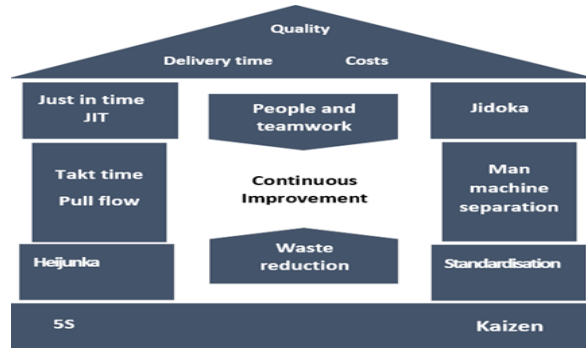 Quality
Delivery time Costs
Just in time
JIT
People and
teamwork
Jidoka
Takt time
Pull flow
Continuous
Improvement
Man
machine
separation
Heijunka
Waste
reduction
Standardisation
5S Kaizen